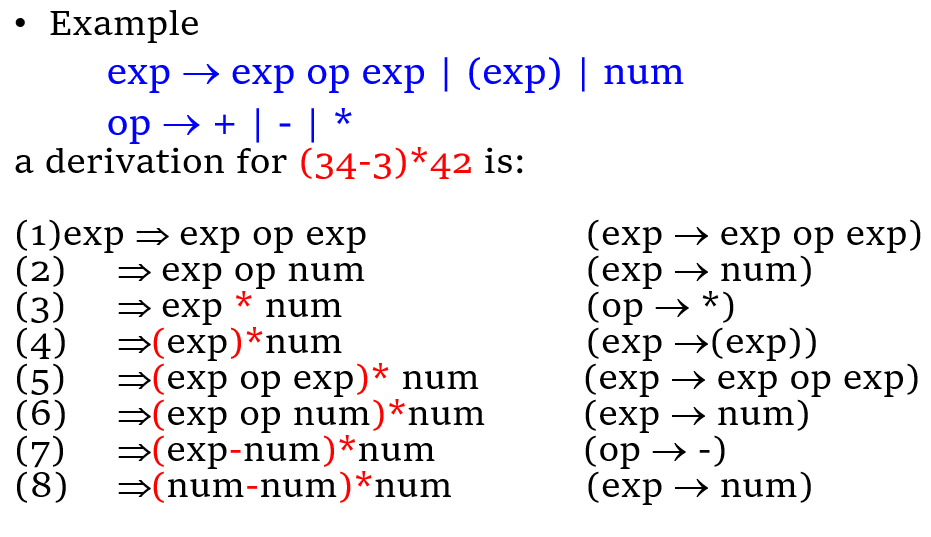 • Example
exp → exp op exp | (exp) | num
op → + | - | *
a derivation for (34-3)*42 is:
(1)exp ⇒ exp op exp (exp → exp op exp)
(2) ⇒ exp op num (exp → num)
(3) ⇒ exp * num (op → *)
(4) ⇒(exp)*num (exp →(exp))
(5) ⇒(exp op exp)* num (exp → exp op exp)
(6) ⇒(exp op num)*num (exp → num)
(7) ⇒(exp-num)*num (op → -)
(8) ⇒(num-num)*num (exp → num)